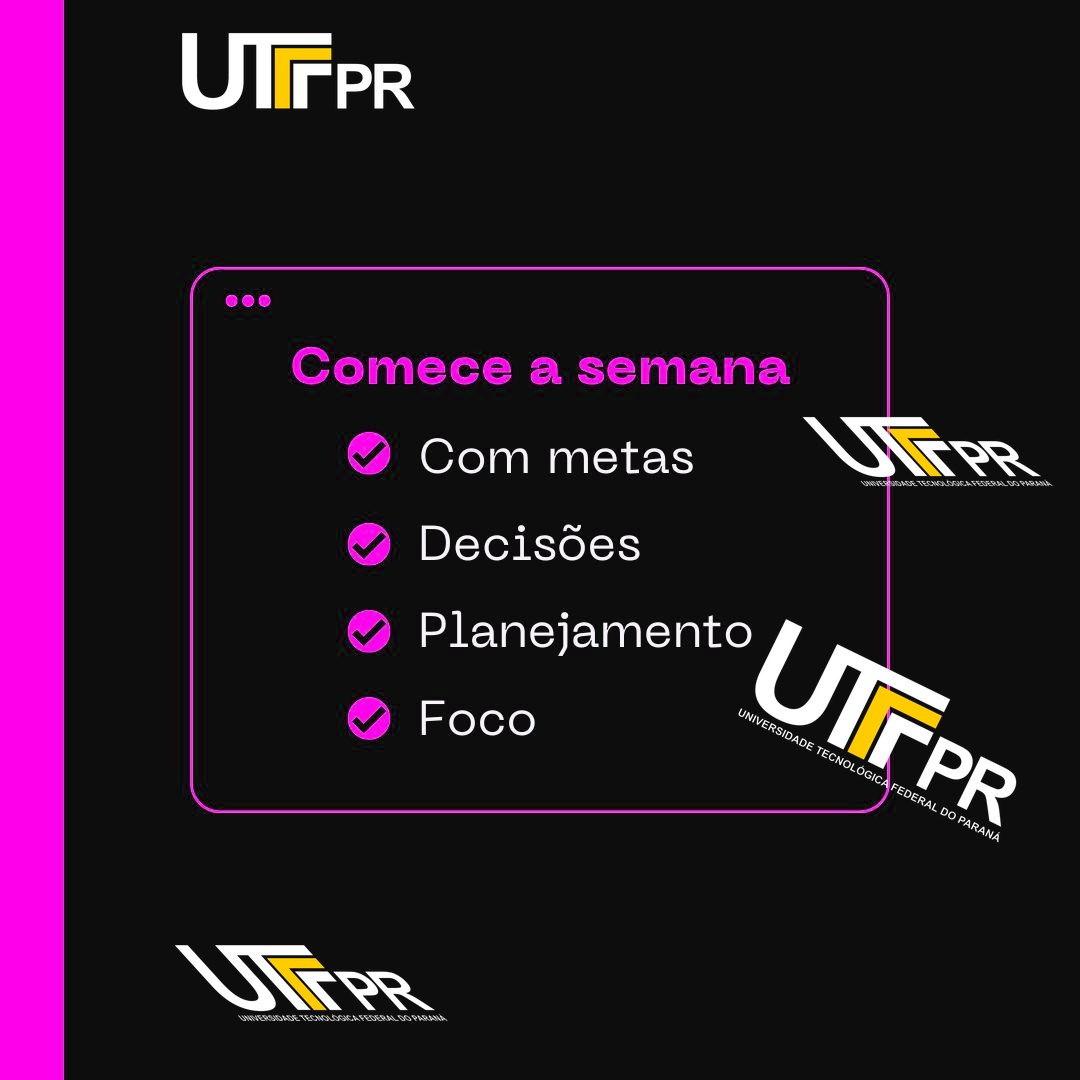 UTFPR
Comece a semana
Com metas
UTFPR
UNIVERSIDADE TECNOLÓGICA FEDERAL DO PARANÁ
Decisões
Planejamento
Foco
UTFPR
UNIVERSIDADE TECNOLÓGICA FEDERAL DO PARANÁ
UTFPR
UNIVERSIDADE TECNOLÓGICA FEDERAL DO PARANÁ